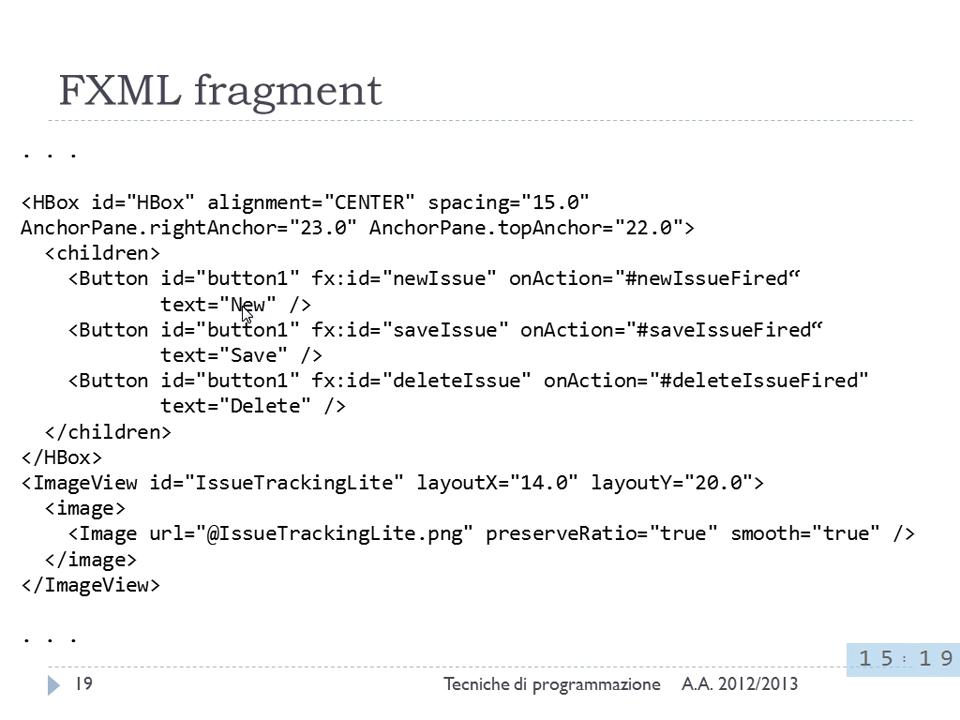 FXML fragment
. . .
<HBox id="HBox" alignment="CENTER" spacing="15.0"
AnchorPane.rightAnchor="23.0" AnchorPane.topAnchor="22.0">
<children>
<Button id="button1" fx:id="newIssue" onAction="#newIssueFired“
text="New" />
<Button id="button1" fx:id="saveIssue" onAction="#saveIssueFired“
text="Save" />
<Button id="button1" fx:id="deleteIssue" onAction="#deleteIssueFired"
text="Delete" />
</children>
</HBox>
<ImageView id="IssueTrackingLite" layoutX="14.0" layoutY="20.0">
<image>
<Image url="@IssueTrackingLite.png" preserveRatio="true" smooth="true" />
</image>
</ImageView>
. . .
15:19
19 Tecniche di programmazione A.A. 2012/2013